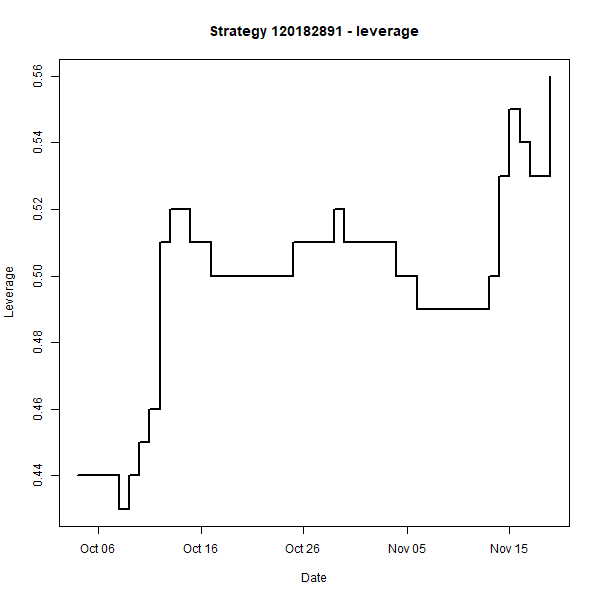 Strategy 120182891 - leverage
Leverage
0.56
0.54
0.52
0.50
0.48
0.46
0.44
Oct 06
Oct 16
Oct 26
Nov 05
Nov 15
Date